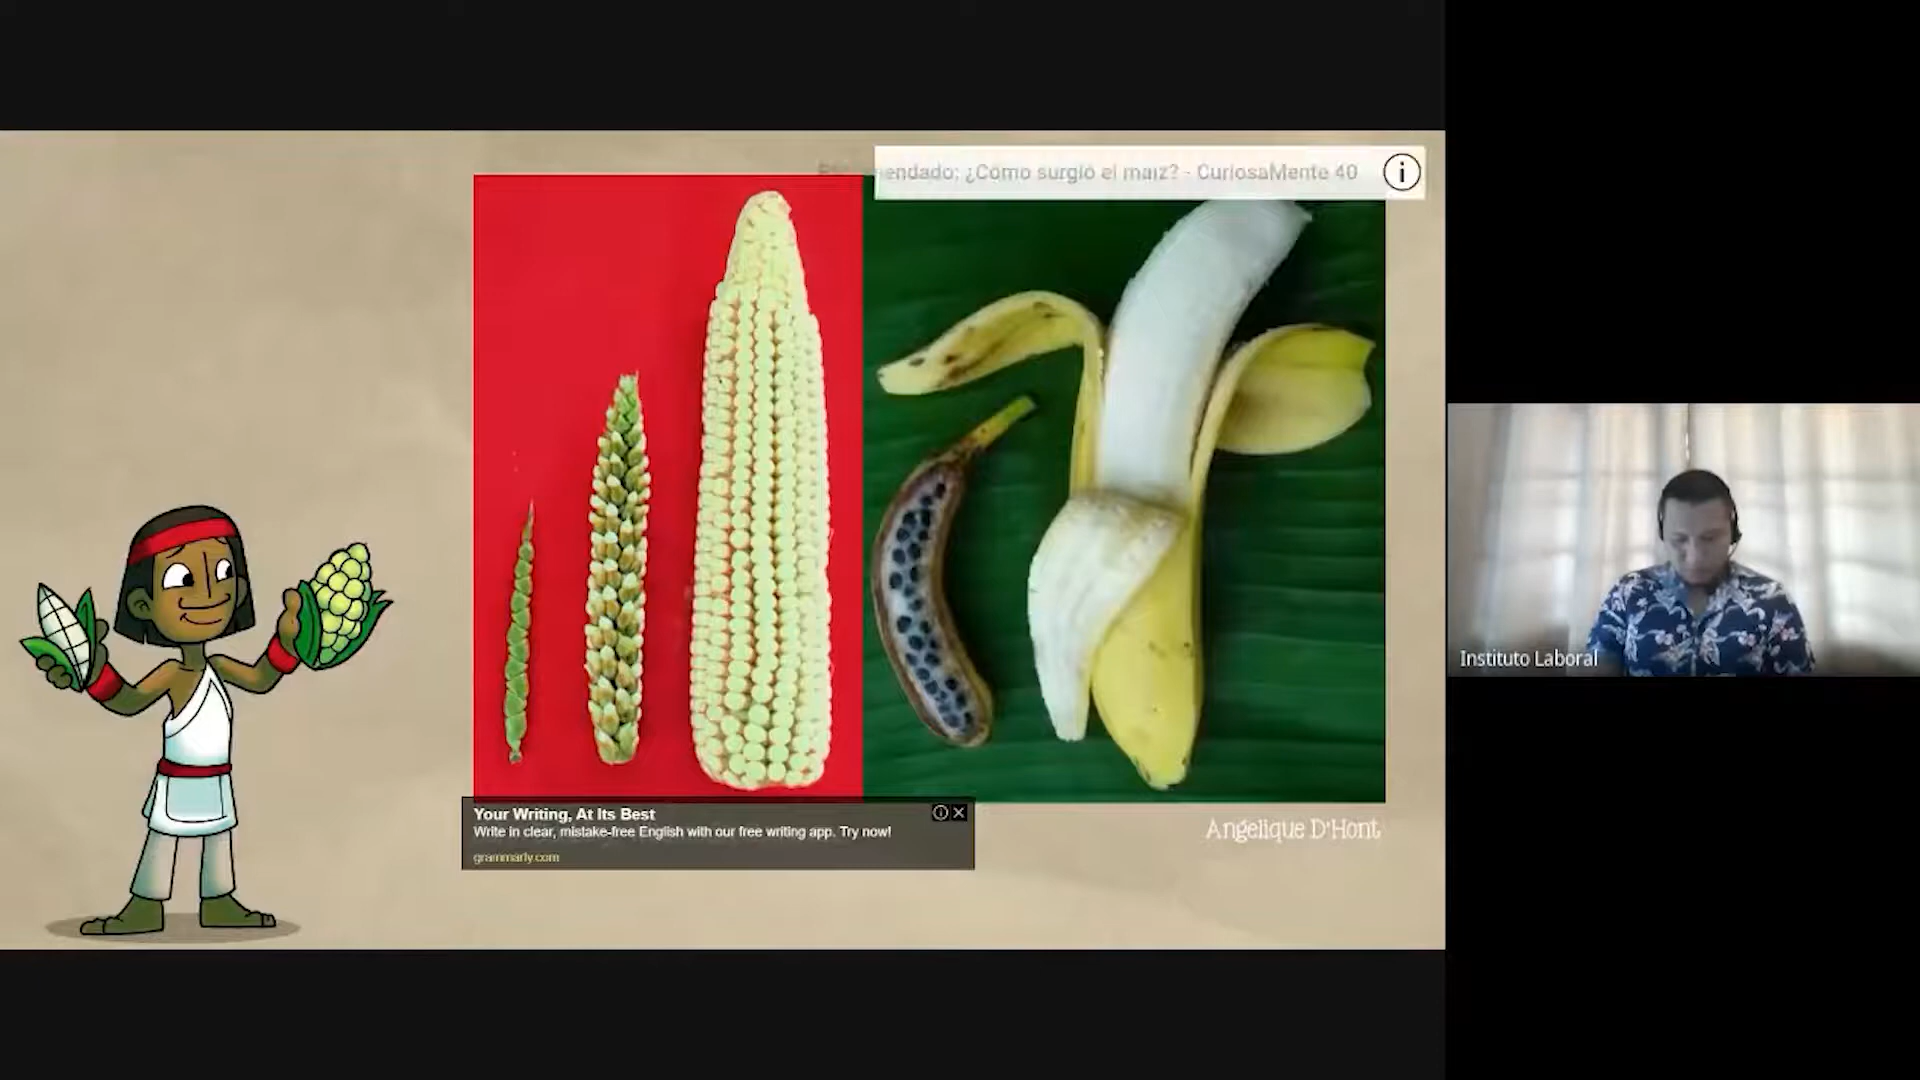 endado: ¿Cómo surgió el maíz? - CuriosaMente 40
Your Writing, At Its Best
Write in clear, mistake-free English with our free writing app. Try now!
grammarly.com
Angelique D'Hont
Instituto Laboral